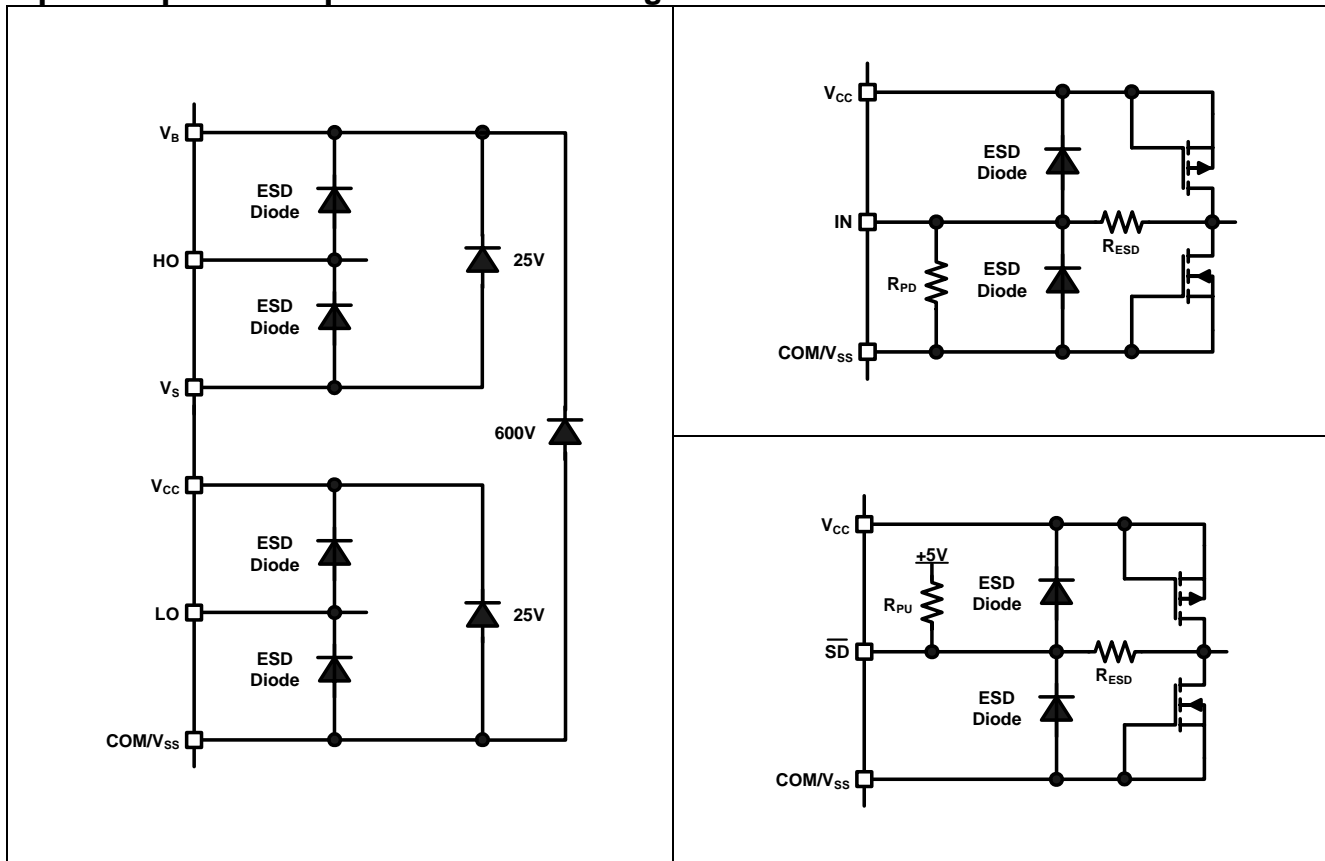 V_B
ESD
Diode
HO
ESD
Diode
25V
V_S
600V
V_CC
ESD
Diode
LO
ESD
Diode
25V
COM/V_SS
V_CC
ESD
Diode
IN
R_ESD
R_PD
ESD
Diode
COM/V_SS
V_CC
+5V
R_PU
ESD
Diode
SD
R_ESD
ESD
Diode
COM/V_SS